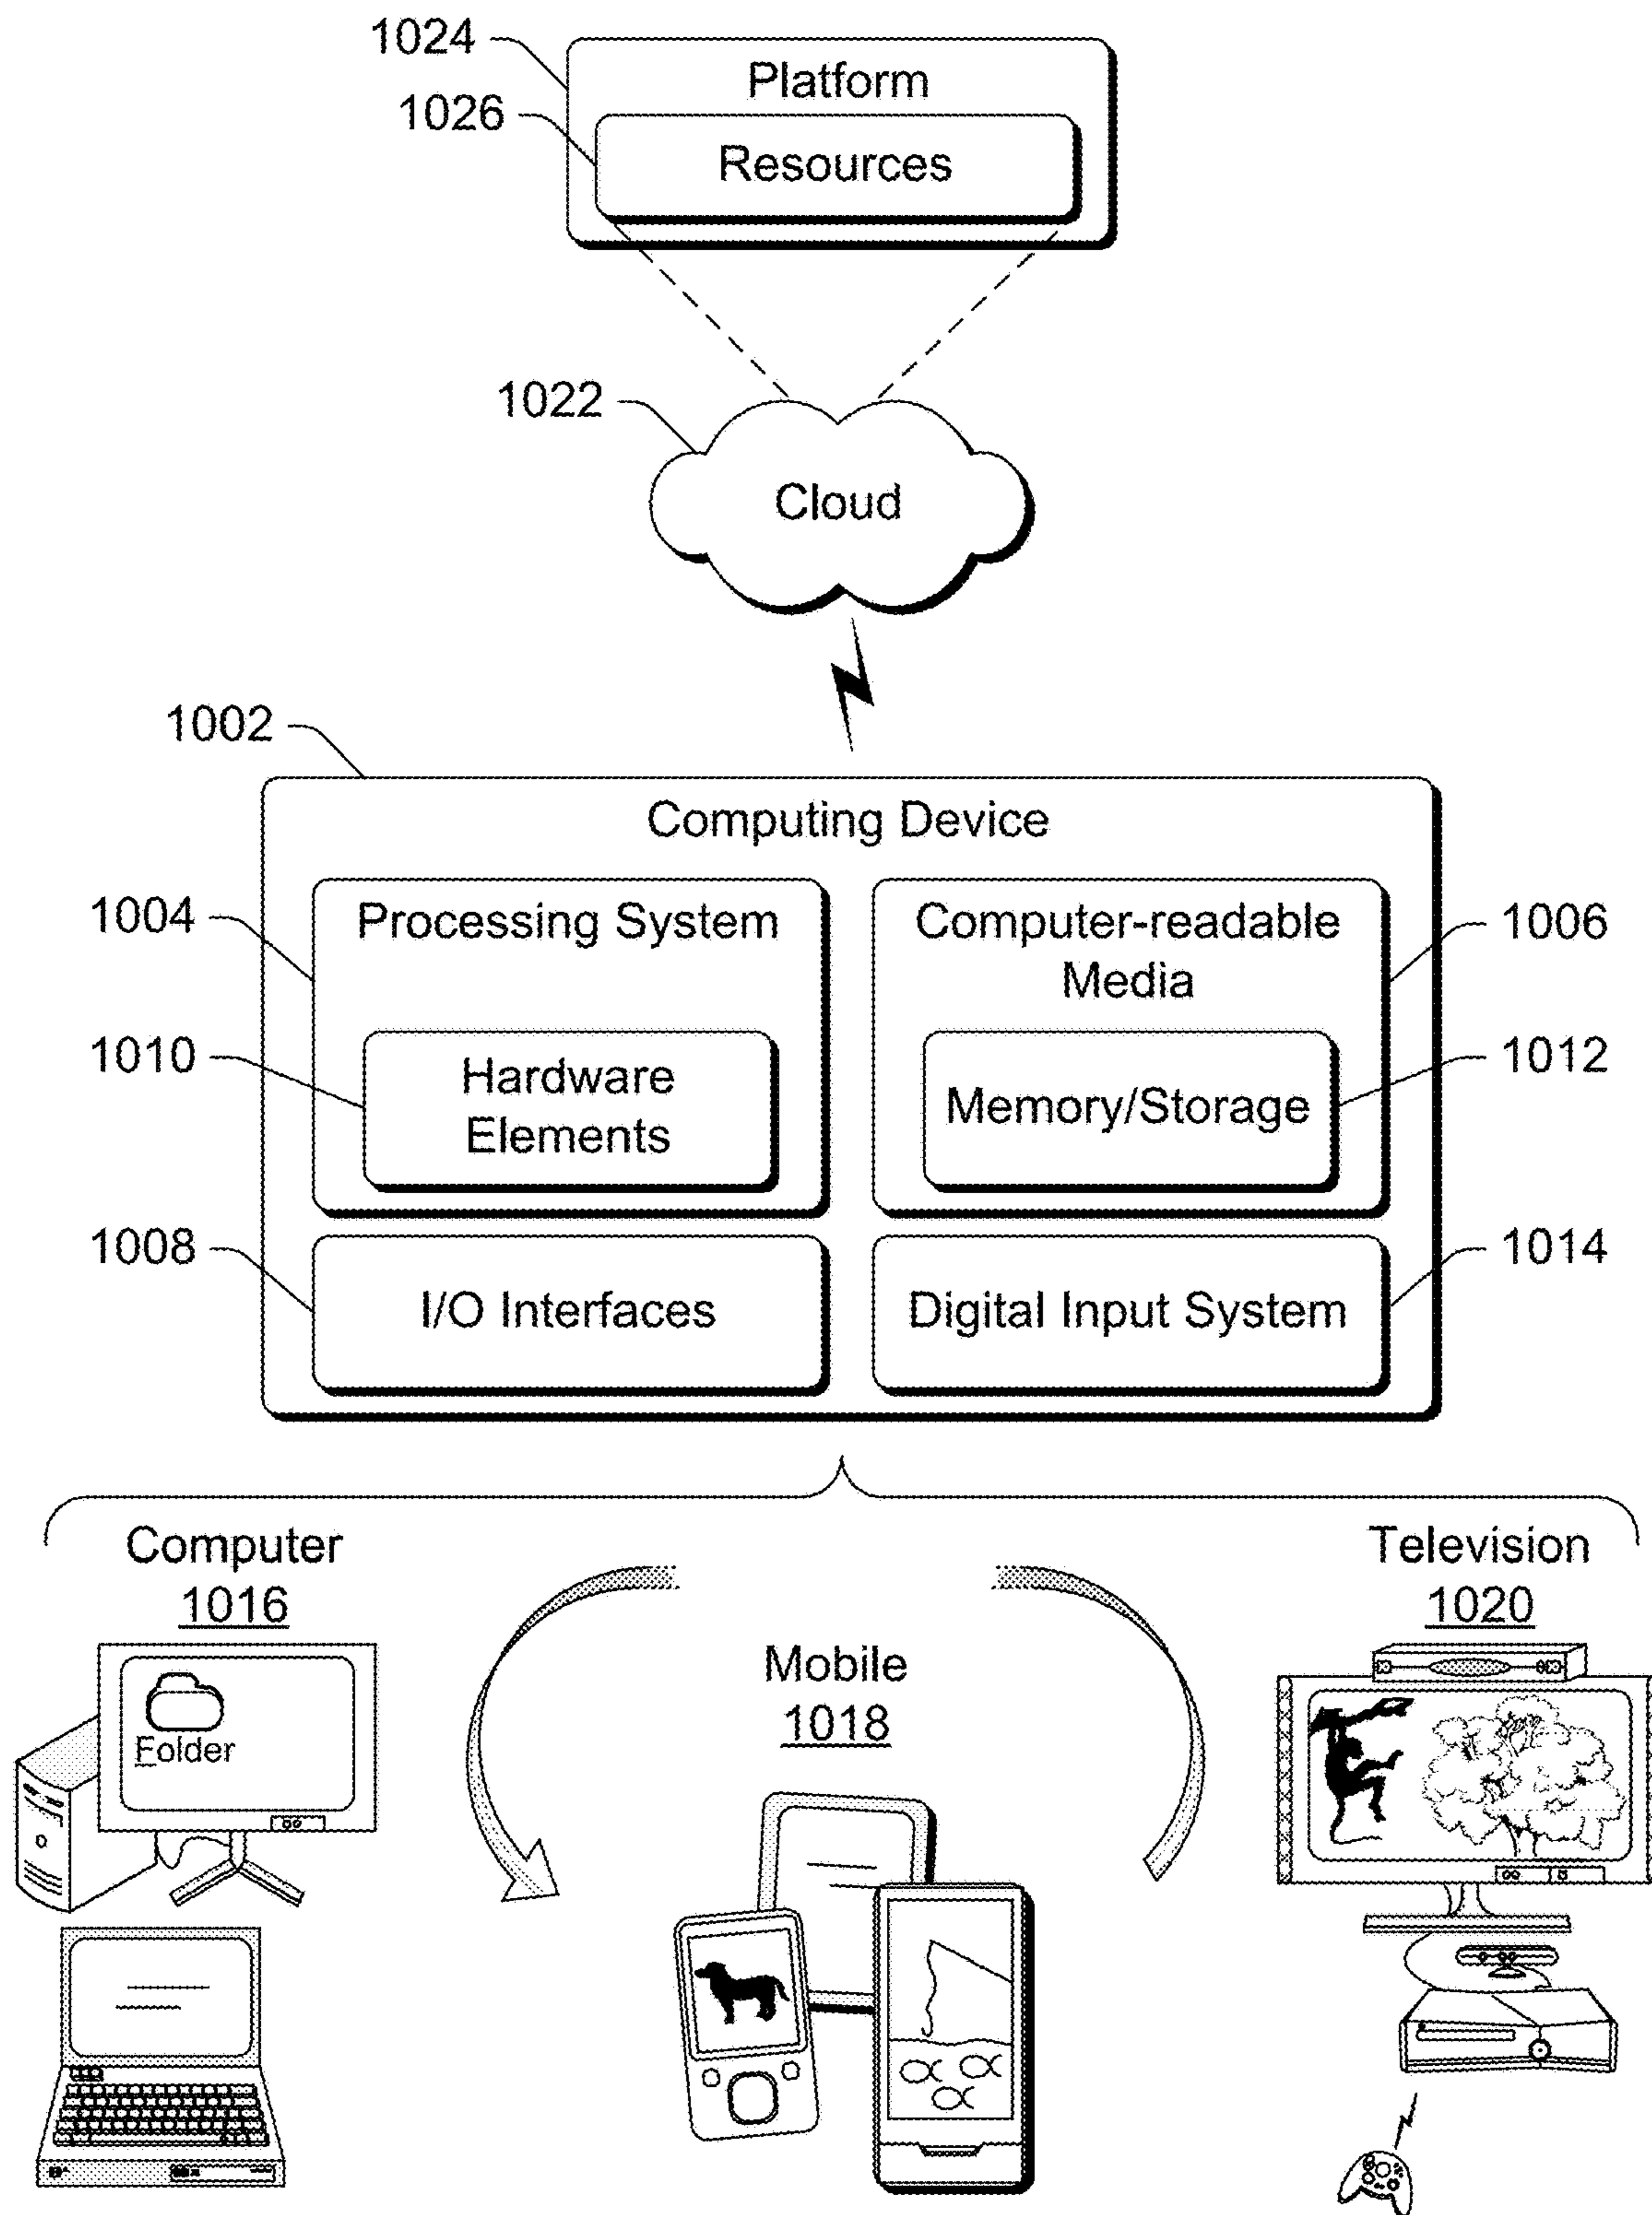 1024
Platform
1026
Resources
1022
Cloud
1002
Computing Device
1004
Processing System
Computer-readable
Media
1006
1010
Hardware
Elements
Memory/Storage
1012
1008
I/O Interfaces
Digital Input System
1014
Computer
1016
Folder
Mobile
1018
Television
1020